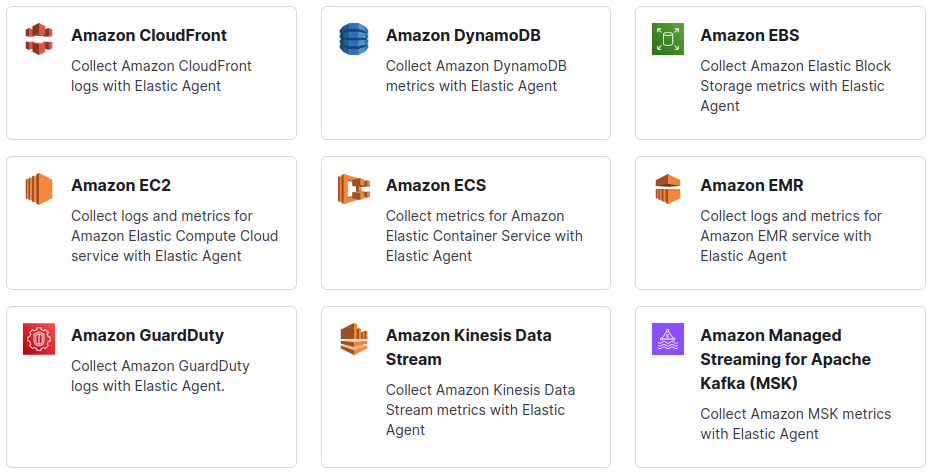 Amazon CloudFront
Collect Amazon CloudFront
logs with Elastic Agent
Amazon DynamoDB
Collect Amazon DynamoDB
metrics with Elastic Agent
Amazon EBS
Collect Amazon Elastic Block
Storage metrics with Elastic
Agent
Amazon EC2
Collect logs and metrics for
Amazon Elastic Compute Cloud
service with Elastic Agent
Amazon ECS
Collect metrics for Amazon
Elastic Container Service with
Elastic Agent
Amazon EMR
Collect logs and metrics for
Amazon EMR service with
Elastic Agent
Amazon GuardDuty
Collect Amazon GuardDuty
logs with Elastic Agent.
Amazon Kinesis Data
Stream
Collect Amazon Kinesis Data
Stream metrics with Elastic
Agent
Amazon Managed
Streaming for Apache
Kafka (MSK)
Collect Amazon MSK metrics
with Elastic Agent